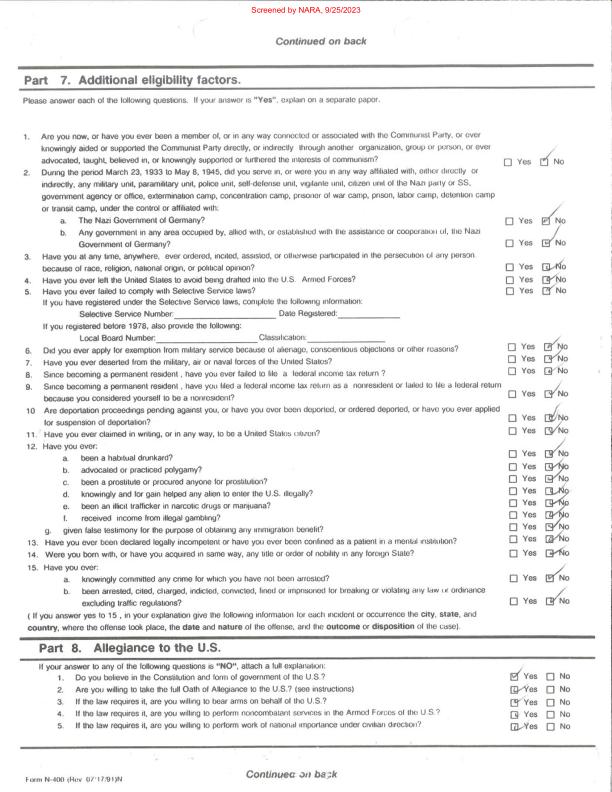 Screened by NARA, 9/25/2023
Continued on back
Part 7. Additional eligibility factors.
Please answer each of the following questions. If your answer is "Yes", explain on a separate paper.
1. Are you now, or have you ever been a member of, or in any way connected or associated with the Communist Party, or ever
knowingly aided or supported the Communist Party directly, or indirectly through another organization, group or person, or ever
advocated, taught, believed in, or knowingly supported or furthered the interests of communism? ☐ Yes ☑ No
2. During the period March 23, 1933 to May 8, 1945, did you serve in, or were you in any way affiliated with, either directly or
indirectly, any military unit, paramilitary unit, police unit, self-defense unit, vigilante unit, citizen unit of the Nazi party or SS,
government agency or office, extermination camp, concentration camp, prisoner of war camp, prison, labor camp, detention camp
or transit camp, under the control or affiliated with:
a. The Nazi Government of Germany? ☐ Yes ☑ No
b. Any government in any area occupied by, allied with, or established with the assistance or cooperation of, the Nazi
Government of Germany? ☐ Yes ☑ No
3. Have you at any time, anywhere, ever ordered, incited, assisted, or otherwise participated in the persecution of any person
because of race, religion, national origin, or political opinion? ☐ Yes ☑ No
4. Have you ever left the United States to avoid being drafted into the U.S. Armed Forces? ☐ Yes ☑ No
5. Have you ever failed to comply with Selective Service laws? ☐ Yes ☑ No
If you have registered under the Selective Service laws, complete the following information:
Selective Service Number: Date Registered:
If you registered before 1978, also provide the following:
Local Board Number: Classification:
6. Did you ever apply for exemption from military service because of alienage, conscientious objections or other reasons? ☐ Yes ☑ No
7. Have you ever deserted from the military, air or naval forces of the United States? ☐ Yes ☑ No
8. Since becoming a permanent resident , have you ever failed to file a federal income tax return ? ☐ Yes ☑ No
9. Since becoming a permanent resident , have you filed a federal income tax return as a nonresident or failed to file a federal return
because you considered yourself to be a nonresident? ☐ Yes ☑ No
10 Are deportation proceedings pending against you, or have you ever been deported, or ordered deported, or have you ever applied
for suspension of deportation? ☐ Yes ☑ No
11. Have you ever claimed in writing, or in any way, to be a United States citizen? ☐ Yes ☑ No
12. Have you ever:
a. been a habitual drunkard? ☐ Yes ☑ No
b. advocated or practiced polygamy? ☐ Yes ☑ No
c. been a prostitute or procured anyone for prostitution? ☐ Yes ☑ No
d. knowingly and for gain helped any alien to enter the U.S. illegally? ☐ Yes ☑ No
e. been an illicit trafficker in narcotic drugs or marijuana? ☐ Yes ☑ No
f. received income from illegal gambling? ☐ Yes ☑ No
g. given false testimony for the purpose of obtaining any immigration benefit? ☐ Yes ☑ No
13. Have you ever been declared legally incompetent or have you ever been confined as a patient in a mental institution? ☐ Yes ☑ No
14. Were you born with, or have you acquired in same way, any title or order of nobility in any foreign State? ☐ Yes ☑ No
15. Have you ever:
a. knowingly committed any crime for which you have not been arrested? ☐ Yes ☑ No
b. been arrested, cited, charged, indicted, convicted, fined or imprisoned for breaking or violating any law or ordinance
excluding traffic regulations? ☐ Yes ☑ No
( If you answer yes to 15 , in your explanation give the following information for each incident or occurrence the city, state, and
country, where the offense took place, the date and nature of the offense, and the outcome or disposition of the case).
Part 8. Allegiance to the U.S.
If your answer to any of the following questions is "NO", attach a full explanation:
1. Do you believe in the Constitution and form of government of the U.S.? ☑ Yes ☐ No
2. Are you willing to take the full Oath of Allegiance to the U.S.? (see instructions) ☑ Yes ☐ No
3. If the law requires it, are you willing to bear arms on behalf of the U.S.? ☑ Yes ☐ No
4. If the law requires it, are you willing to perform noncombatant services in the Armed Forces of the U.S.? ☑ Yes ☐ No
5. If the law requires it, are you willing to perform work of national importance under civilian direction? ☑ Yes ☐ No
Form N-400 (Rev 07/17/91)N
Continued on back